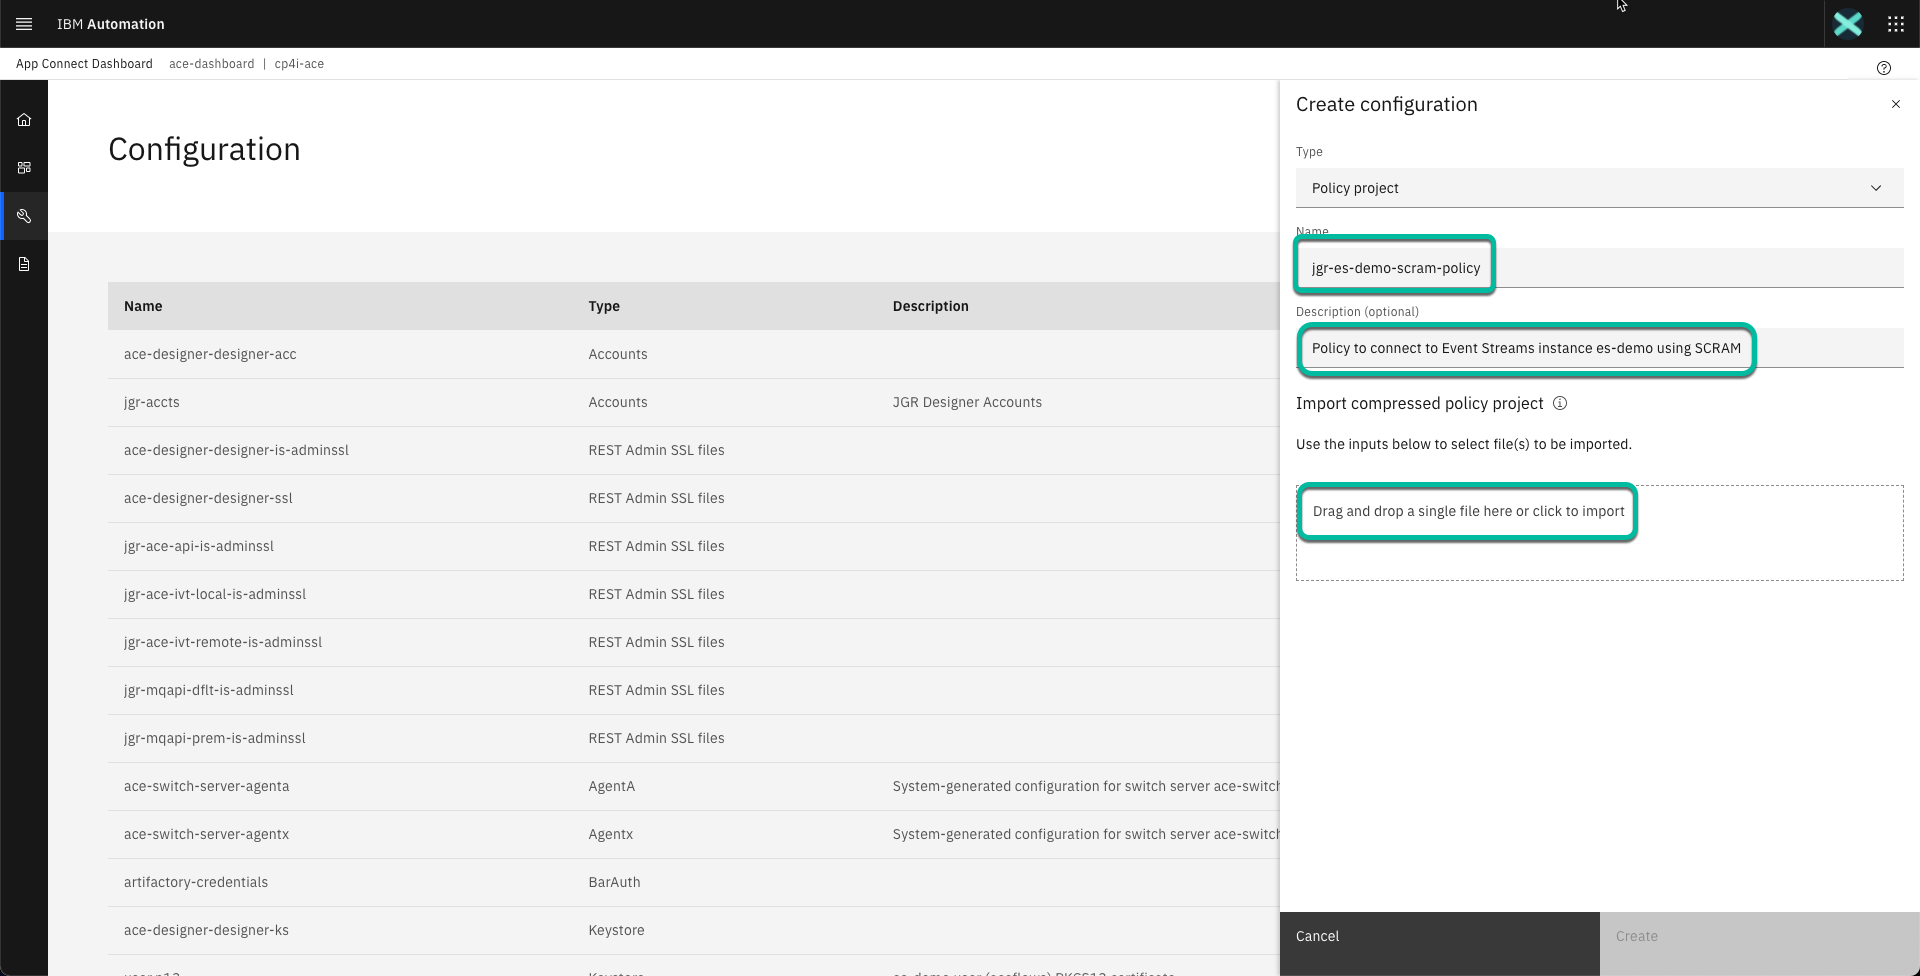 IBM Automation
App Connect Dashboard ace-dashboard | cp4i-ace
Configuration
Name Type Description
ace-designer-designer-acc Accounts
jgr-accts Accounts JGR Designer Accounts
ace-designer-designer-is-adminssl REST Admin SSL files
ace-designer-designer-ssl REST Admin SSL files
jgr-ace-api-is-adminssl REST Admin SSL files
jgr-ace-ivt-local-is-adminssl REST Admin SSL files
jgr-ace-ivt-remote-is-adminssl REST Admin SSL files
jgr-mqapi-dflt-is-adminssl REST Admin SSL files
jgr-mqapi-prem-is-adminssl REST Admin SSL files
ace-switch-server-agenta AgentA System-generated configuration for switch server ace-switch
ace-switch-server-agentx Agentx System-generated configuration for switch server ace-switch
artifactory-credentials BarAuth
ace-designer-designer-ks Keystore
Create configuration
Type
Policy project
Name
jgr-es-demo-scram-policy
Description (optional)
Policy to connect to Event Streams instance es-demo using SCRAM
Import compressed policy project
Use the inputs below to select file(s) to be imported.
Drag and drop a single file here or click to import
Cancel Create